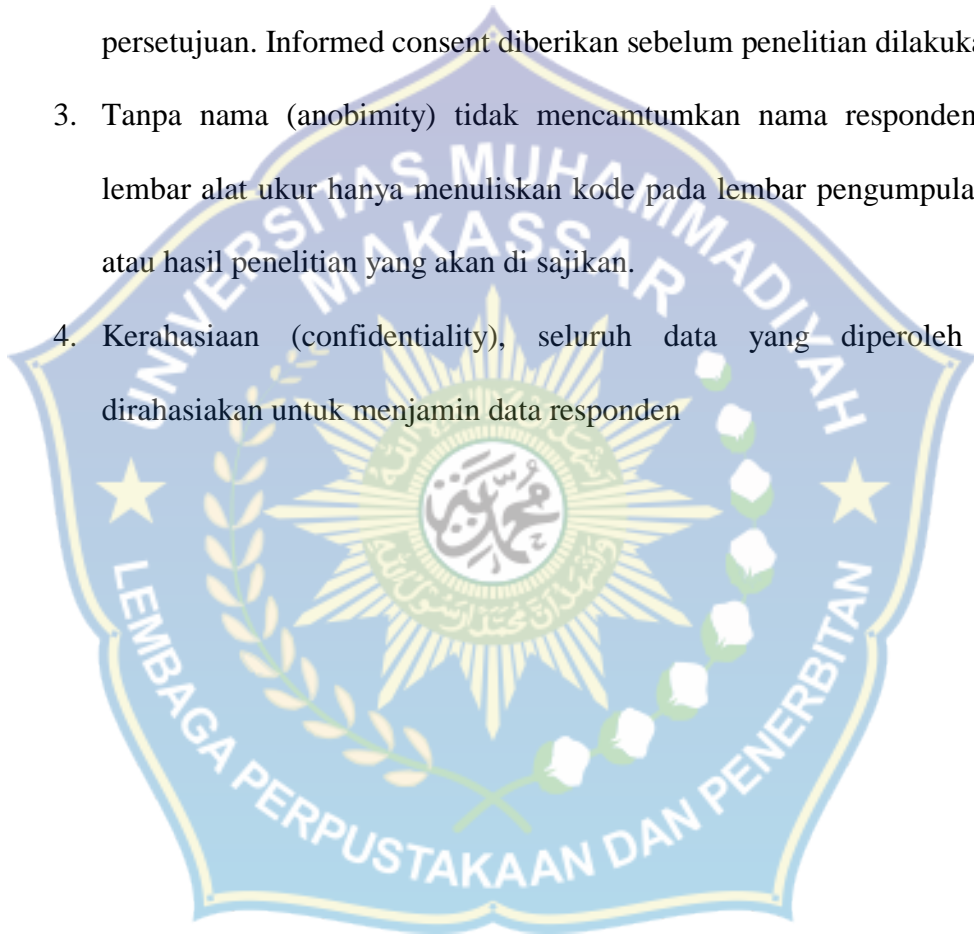 persetujuan. Informed consent diberikan sebelum penelitian dilakuka
3. Tanpa nama (anobimity) tidak mencamtumkan nama responden
lembar alat ukur hanya menuliskan kode pada lembar pengumpula
atau hasil penelitian yang akan di sajikan.
4. Kerahasiaan (confidentiality), seluruh data yang diperoleh
dirahasiakan untuk menjamin data responden
UNIVERSITAS MUHAMMADIYAH
MAKASSAR
محمد
LEMBAGA PERPUSTAKAAN DAN PENERBITAN